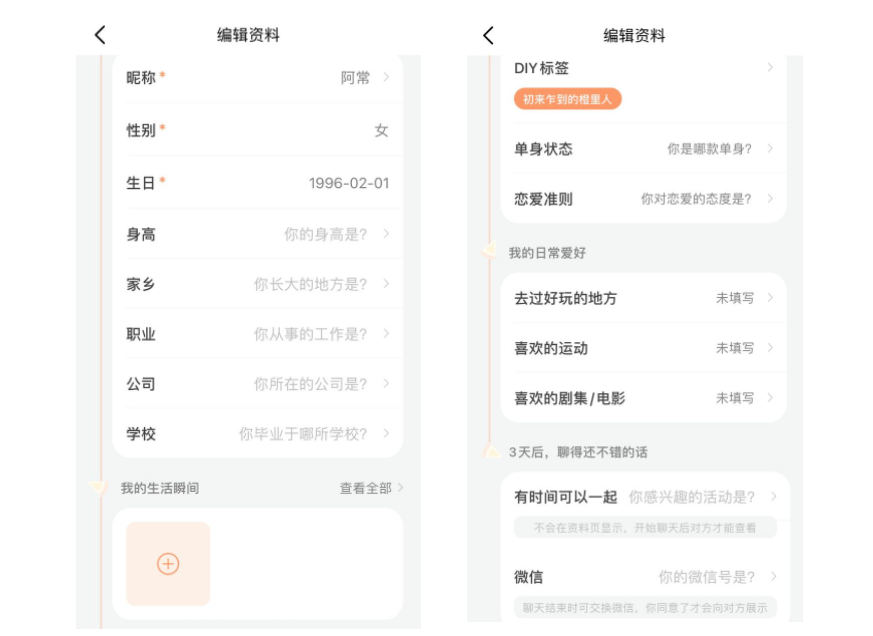 编辑资料
昵称* 阿常
性别* 女
生日* 1996-02-01
身高 你的身高是?
家乡 你长大的地方是?
职业 你从事的工作是?
公司 你所在的公司是?
学校 你毕业于哪所学校?
我的生活瞬间 查看全部
编辑资料
DIY标签
初来乍到的橙里人
单身状态 你是哪款单身?
恋爱准则 你对恋爱的态度是?
我的日常爱好
去过好玩的地方 未填写
喜欢的运动 未填写
喜欢的剧集/电影 未填写
3天后，聊得还不错的话
有时间可以一起 你感兴趣的活动是?
不会在资料页显示，开始聊天后对方才能查看
微信 你的微信号是?
聊天结束时可交换微信，你同意了才会向对方展示